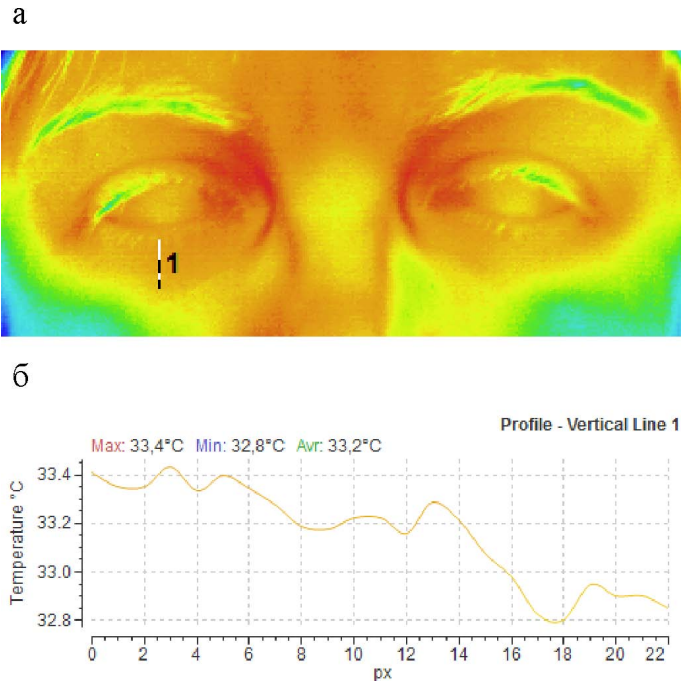 а
1
б
Profile - Vertical Line 1
Max: 33,4°C Min: 32,8°C Avr: 33,2°C
Temperature °C
33.4
33.2
33.0
32.8
0 2 4 6 8 10 12 14 16 18 20 22
px